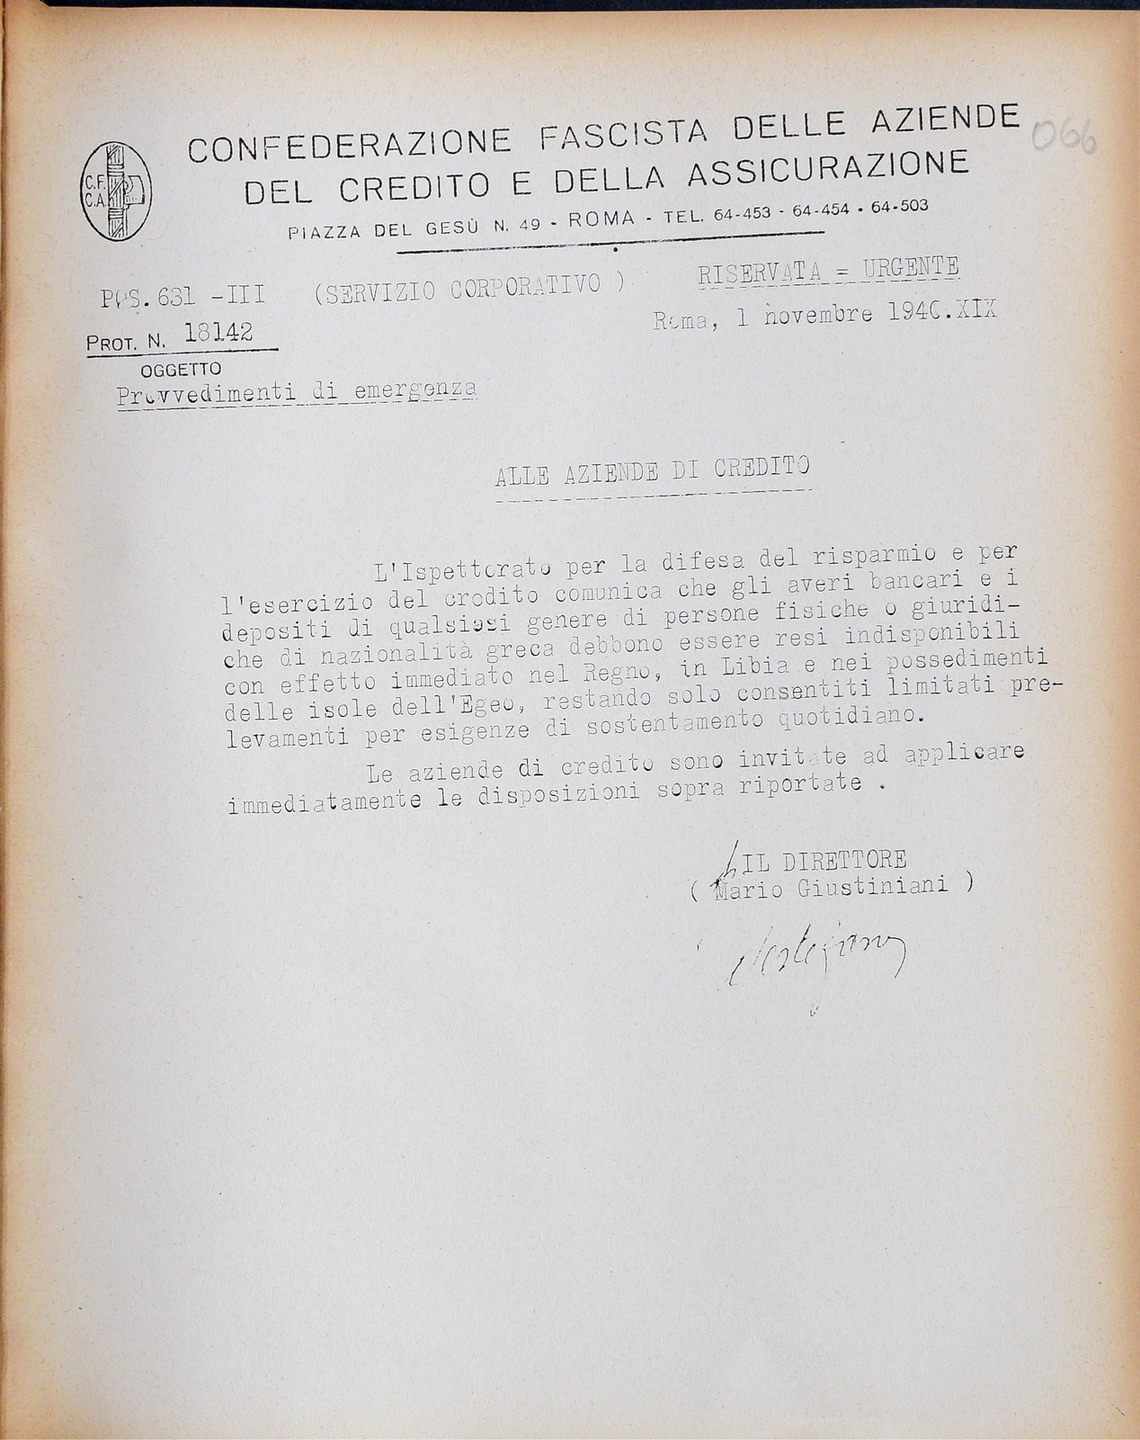 CONFEDERAZIONE FASCISTA DELLE AZIENDE
DEL CREDITO E DELLA ASSICURAZIONE
PIAZZA DEL GESÙ N. 49 - ROMA - TEL. 64-453 - 64-454 - 64-503
066
C.F.
C.A.
POS. 631 -III (SERVIZIO CORPORATIVO )
RISERVATA = URGENTE
PROT. N. 18142
Roma, 1 novembre 1940.XIX
OGGETTO
Provvedimenti di emergenza
ALLE AZIENDE DI CREDITO
L'Ispettorato per la difesa del risparmio e per
l'esercizio del credito comunica che gli averi bancari e i
depositi di qualsiasi genere di persone fisiche o giuridi-
che di nazionalità greca debbono essere resi indisponibili
con effetto immediato nel Regno, in Libia e nei possedimenti
delle isole dell'Egeo, restando solo consentiti limitati pre-
levamenti per esigenze di sostentamento quotidiano.
Le aziende di credito sono invitate ad applicare
immediatamente le disposizioni sopra riportate .
IL DIRETTORE
( Mario Giustiniani )